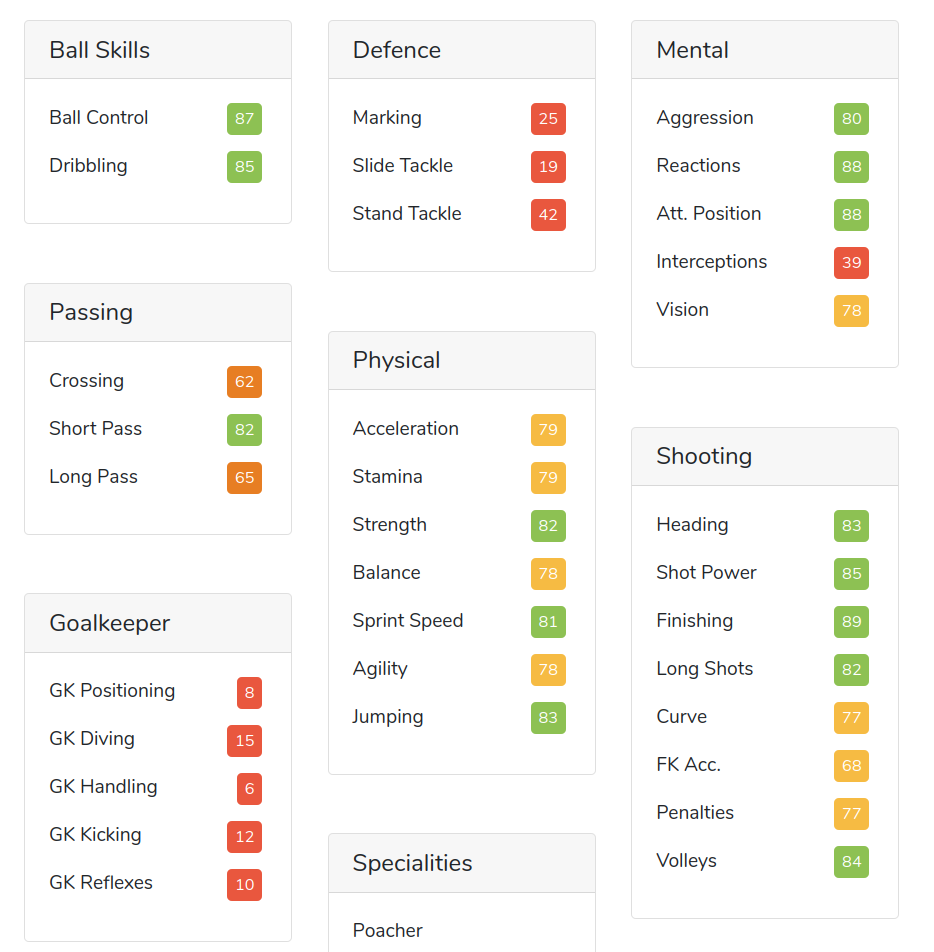 Ball Skills
Ball Control 87
Dribbling 85
Passing
Crossing 62
Short Pass 82
Long Pass 65
Goalkeeper
GK Positioning 8
GK Diving 15
GK Handling 6
GK Kicking 12
GK Reflexes 10
Defence
Marking 25
Slide Tackle 19
Stand Tackle 42
Physical
Acceleration 79
Stamina 79
Strength 82
Balance 78
Sprint Speed 81
Agility 78
Jumping 83
Specialities
Poacher
Mental
Aggression 80
Reactions 88
Att. Position 88
Interceptions 39
Vision 78
Shooting
Heading 83
Shot Power 85
Finishing 89
Long Shots 82
Curve 77
FK Acc. 68
Penalties 77
Volleys 84